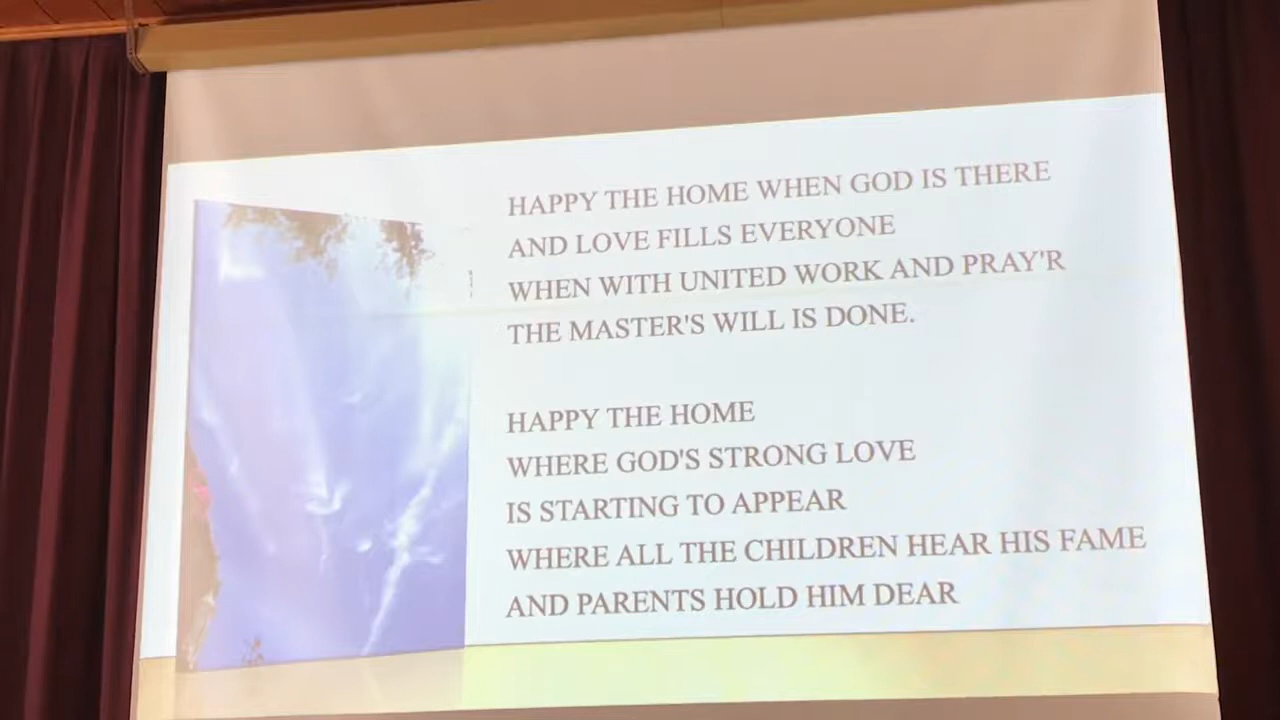 HAPPY THE HOME WHEN GOD IS THERE
AND LOVE FILLS EVERYONE
WHEN WITH UNITED WORK AND PRAY'R
THE MASTER'S WILL IS DONE.
HAPPY THE HOME
WHERE GOD'S STRONG LOVE
IS STARTING TO APPEAR
WHERE ALL THE CHILDREN HEAR HIS FAME
AND PARENTS HOLD HIM DEAR